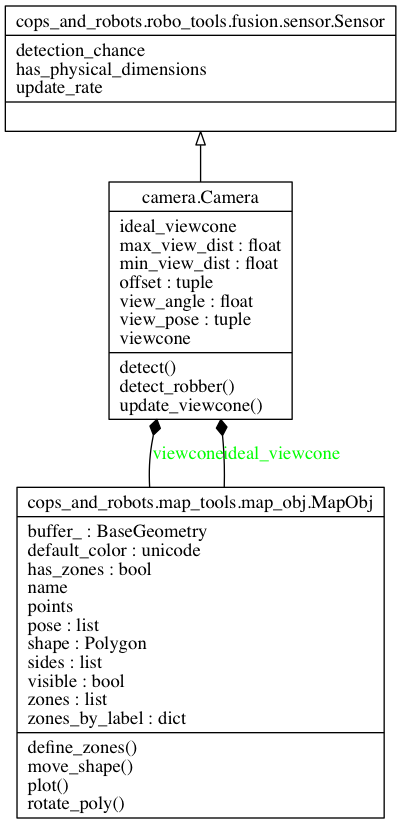 cops_and_robots.robo_tools.fusion.sensor.Sensor
detection_chance
has_physical_dimensions
update_rate
camera.Camera
ideal_viewcone
max_view_dist : float
min_view_dist : float
offset : tuple
view_angle : float
view_pose : tuple
viewcone
detect()
detect_robber()
update_viewcone()
viewcone
ideal_viewcone
cops_and_robots.map_tools.map_obj.MapObj
buffer_ : BaseGeometry
default_color : unicode
has_zones : bool
name
points
pose : list
shape : Polygon
sides : list
visible : bool
zones : list
zones_by_label : dict
define_zones()
move_shape()
plot()
rotate_poly()